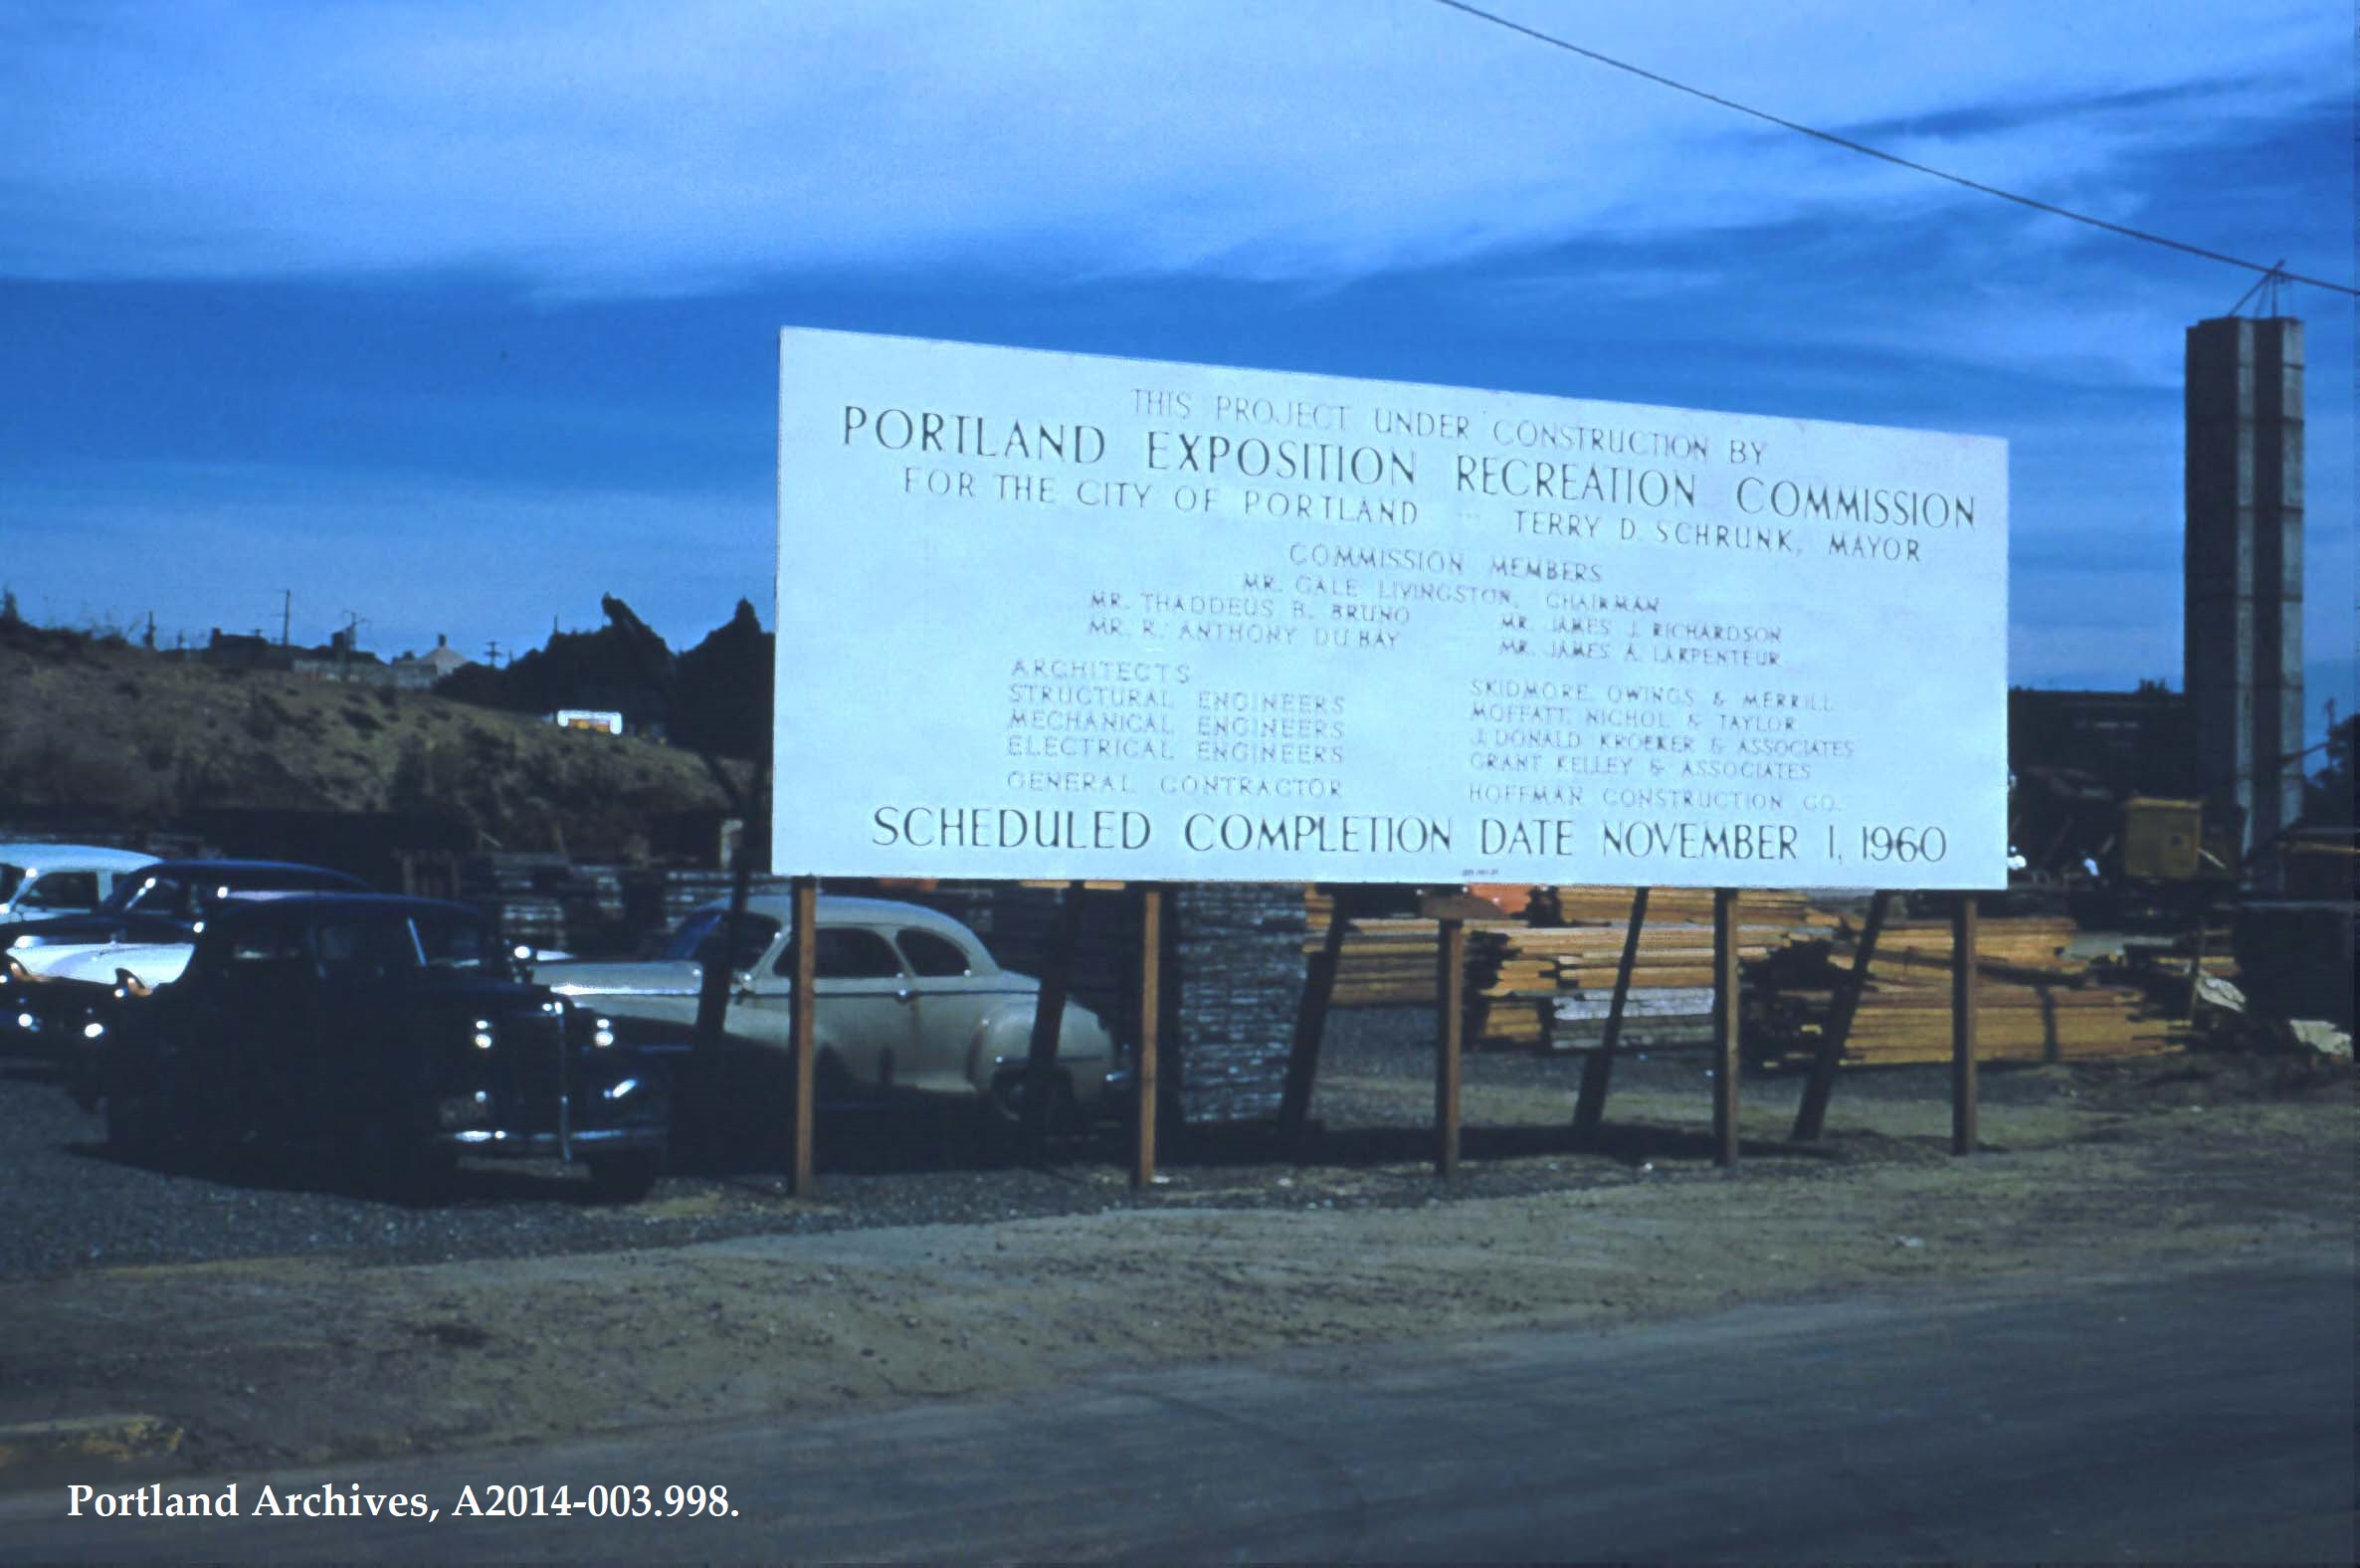 THIS PROJECT UNDER CONSTRUCTION BY
PORTLAND EXPOSITION RECREATION COMMISSION
FOR THE CITY OF PORTLAND - TERRY D. SCHRUNK, MAYOR
COMMISSION MEMBERS
MR. GALE LIVINGSTON, CHAIRMAN
MR. THADDEUS B. BRUNO MR. JAMES J. RICHARDSON
MR. R. ANTHONY DU BAY MR. JAMES A. LARPENTEUR
ARCHITECTS SKIDMORE, OWINGS & MERRILL
STRUCTURAL ENGINEERS MOFFATT, NICHOL & TAYLOR
MECHANICAL ENGINEERS J. DONALD KROEKER & ASSOCIATES
ELECTRICAL ENGINEERS GRANT KELLEY & ASSOCIATES
GENERAL CONTRACTOR HOFFMAN CONSTRUCTION CO.
SCHEDULED COMPLETION DATE NOVEMBER 1, 1960
Portland Archives, A2014-003.998.